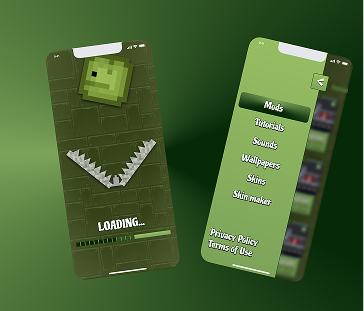 LOADING...
Mods
Tutorials
Sounds
Wallpapers
Skins
Skin maker
Privacy Policy
Terms of Use